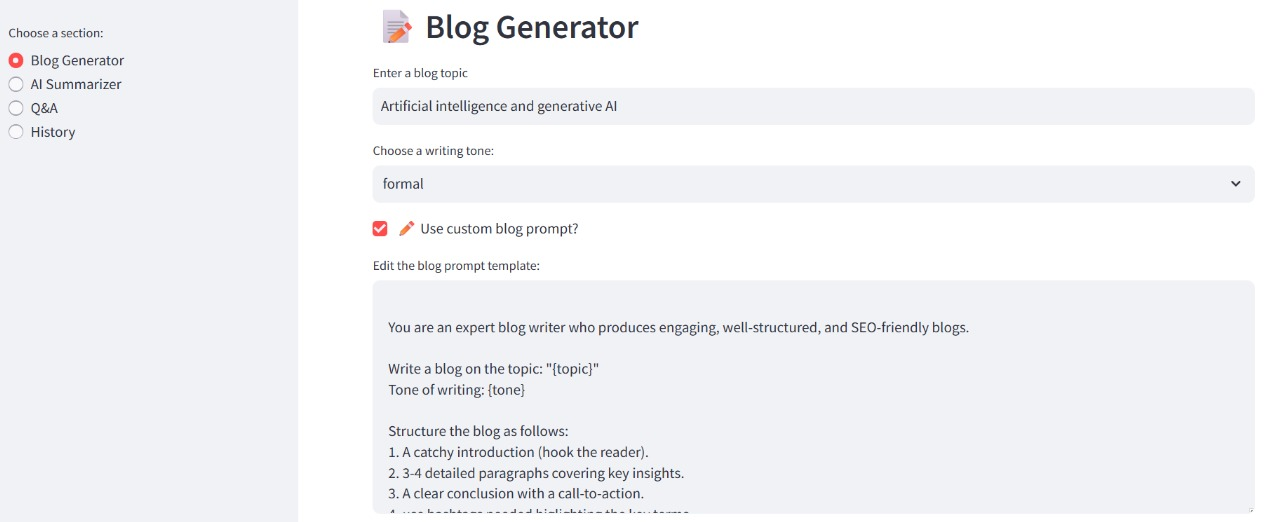 Choose a section:
Blog Generator
AI Summarizer
Q&A
History
Blog Generator
Enter a blog topic
Artificial intelligence and generative AI
Choose a writing tone:
formal
Use custom blog prompt?
Edit the blog prompt template:
You are an expert blog writer who produces engaging, well-structured, and SEO-friendly blogs.
Write a blog on the topic: "{topic}"
Tone of writing: {tone}
Structure the blog as follows:
1. A catchy introduction (hook the reader).
2. 3-4 detailed paragraphs covering key insights.
3. A clear conclusion with a call-to-action.